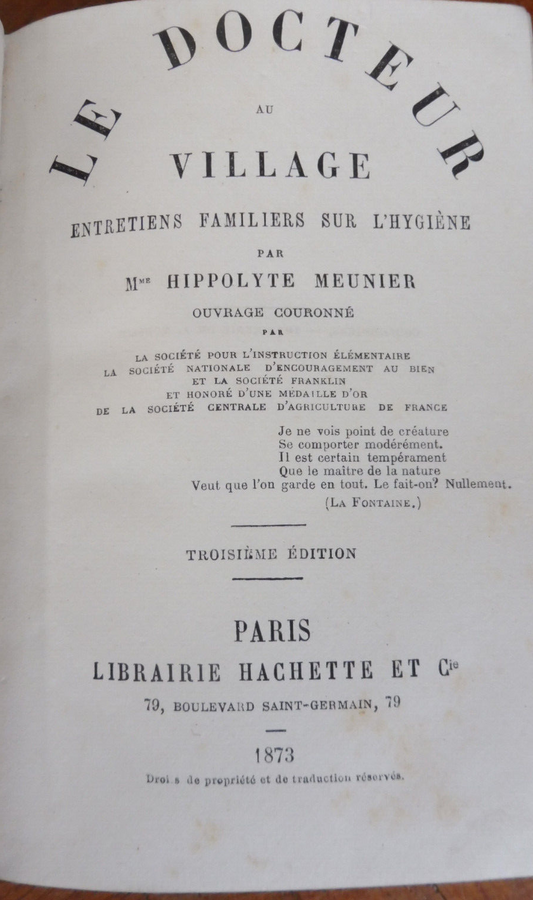 LE DOCTEUR
AU
VILLAGE
ENTRETIENS FAMILIERS SUR L'HYGIÈNE
PAR
Mme HIPPOLYTE MEUNIER
OUVRAGE COURONNÉ
PAR
LA SOCIÉTÉ POUR L'INSTRUCTION ÉLÉMENTAIRE
LA SOCIÉTÉ NATIONALE D'ENCOURAGEMENT AU BIEN
ET LA SOCIÉTÉ FRANKLIN
ET HONORÉ D'UNE MÉDAILLE D'OR
DE LA SOCIÉTÉ CENTRALE D'AGRICULTURE DE FRANCE
Je ne vois point de créature
Se comporter modérément.
Il est certain tempérament
Que le maître de la nature
Veut que l'on garde en tout. Le fait-on? Nullement.
(LA FONTAINE.)
TROISIÈME ÉDITION
PARIS
LIBRAIRIE HACHETTE ET Cie
79, BOULEVARD SAINT-GERMAIN, 79
1873
Droits de propriété et de traduction réservés.